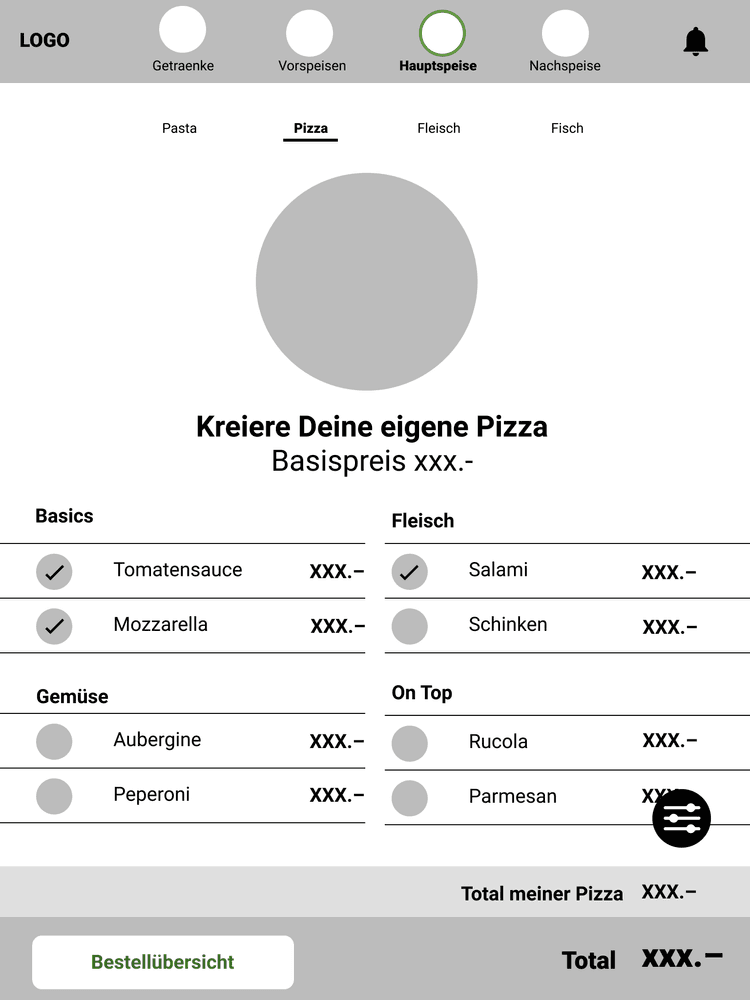 LOGO
Getraenke
Vorspeisen
Hauptspeise
Nachspeise
Pasta
Pizza
Fleisch
Fisch
Kreiere Deine eigene Pizza
Basispreis xxx.-
Basics
Tomatensauce XXX.–
Mozzarella XXX.–
Fleisch
Salami XXX.–
Schinken XXX.–
Gemüse
Aubergine XXX.–
Peperoni XXX.–
On Top
Rucola XXX.–
Parmesan
Total meiner Pizza XXX.–
Bestellübersicht
Total XXX.–